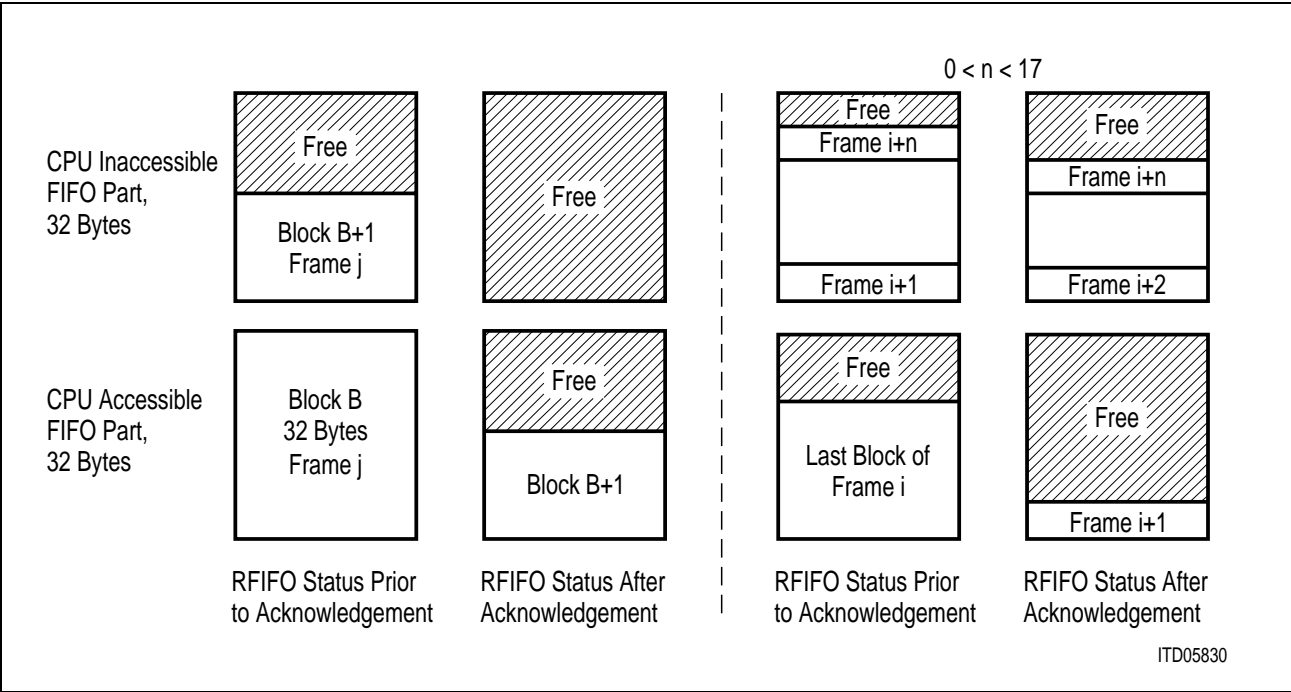 0 < n < 17
CPU Inaccessible
FIFO Part,
32 Bytes
Free
Block B+1
Frame j
Free
Free
Frame i+n
Frame i+1
Free
Frame i+n
Frame i+2
CPU Accessible
FIFO Part,
32 Bytes
Block B
32 Bytes
Frame j
Free
Block B+1
Free
Last Block of
Frame i
Free
Frame i+1
RFIFO Status Prior
to Acknowledgement
RFIFO Status After
Acknowledgement
RFIFO Status Prior
to Acknowledgement
RFIFO Status After
Acknowledgement
ITD05830